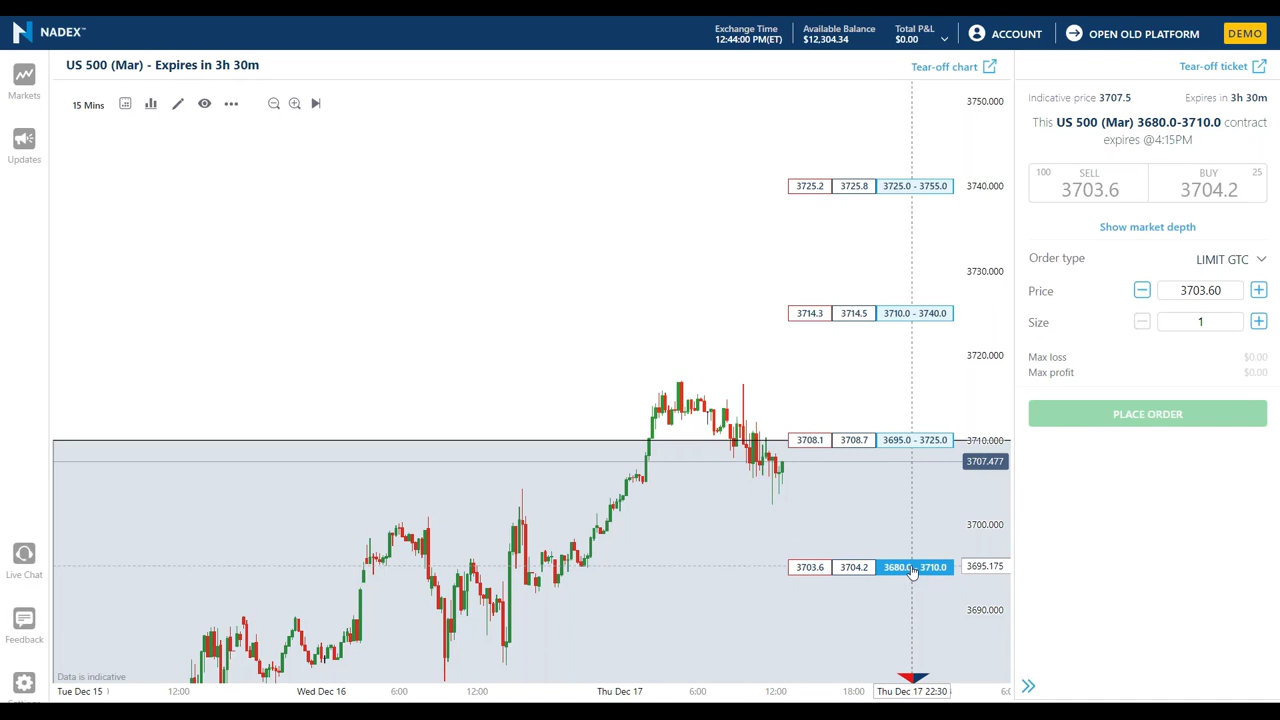 NADEX™
Exchange Time
12:44:00 PM(ET)
Available Balance
$12,304.34
Total P&L
$0.00
ACCOUNT
OPEN OLD PLATFORM
DEMO
Markets
Updates
Live Chat
Feedback
US 500 (Mar) - Expires in 3h 30m
Tear-off chart
15 Mins
3750.000
3725.2 3725.8 3725.0 - 3755.0 3740.000
3730.000
3714.3 3714.5 3710.0 - 3740.0
3720.000
3708.1 3708.7 3695.0 - 3725.0 3710.000
3707.477
3700.000
3703.6 3704.2 3680.0 - 3710.0 3695.175
3690.000
Data is indicative
Tue Dec 15 12:00 Wed Dec 16 6:00 12:00 Thu Dec 17 6:00 12:00 18:00 Thu Dec 17 22:30
Tear-off ticket
Indicative price 3707.5 Expires in 3h 30m
This US 500 (Mar) 3680.0-3710.0 contract
expires @4:15PM
100 SELL BUY 25
3703.6 3704.2
Show market depth
Order type LIMIT GTC
Price 3703.60
Size 1
Max loss $0.00
Max profit $0.00
PLACE ORDER